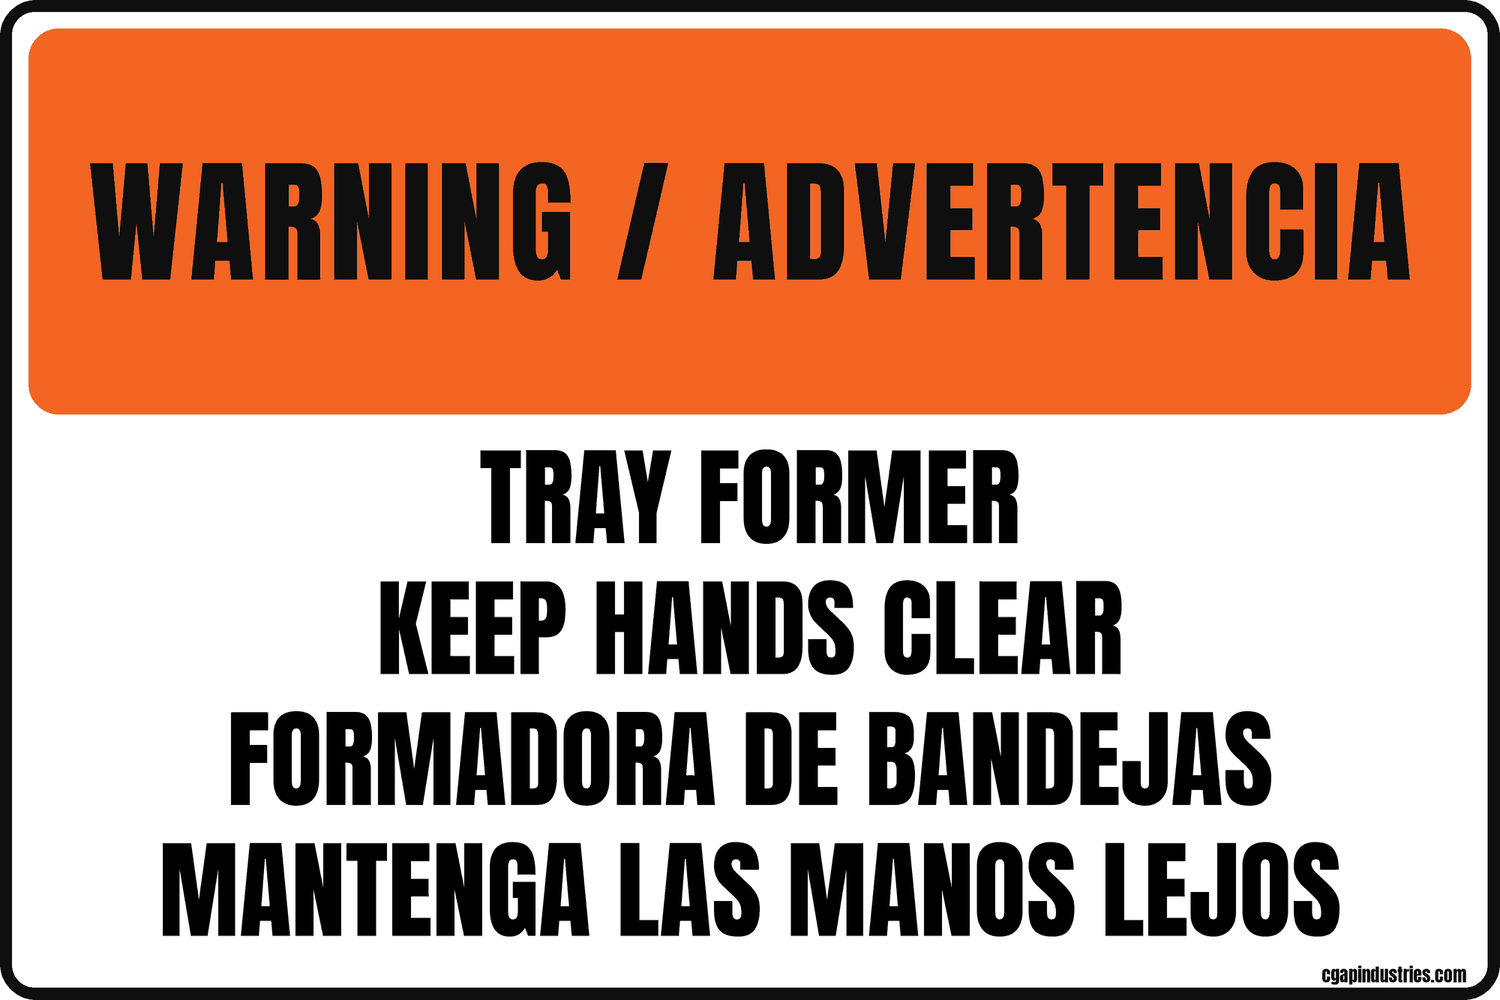 WARNING / ADVERTENCIA
TRAY FORMER
KEEP HANDS CLEAR
FORMADORA DE BANDEJAS
MANTENGA LAS MANOS LEJOS
cgapindustries.com